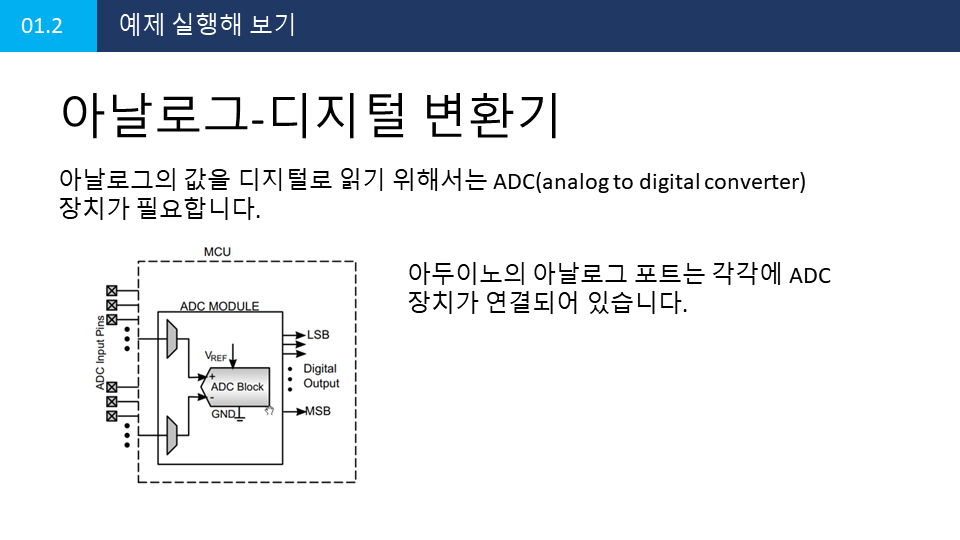 01.2
예제 실행해 보기
아날로그-디지털 변환기
아날로그의 값을 디지털로 읽기 위해서는 ADC(analog to digital converter)
장치가 필요합니다.
아두이노의 아날로그 포트는 각각에 ADC
장치가 연결되어 있습니다.
MCU
ADC MODULE
ADC Input Pins
LSB
VREF
+
ADC Block
-
Digital
Output
GND
MSB